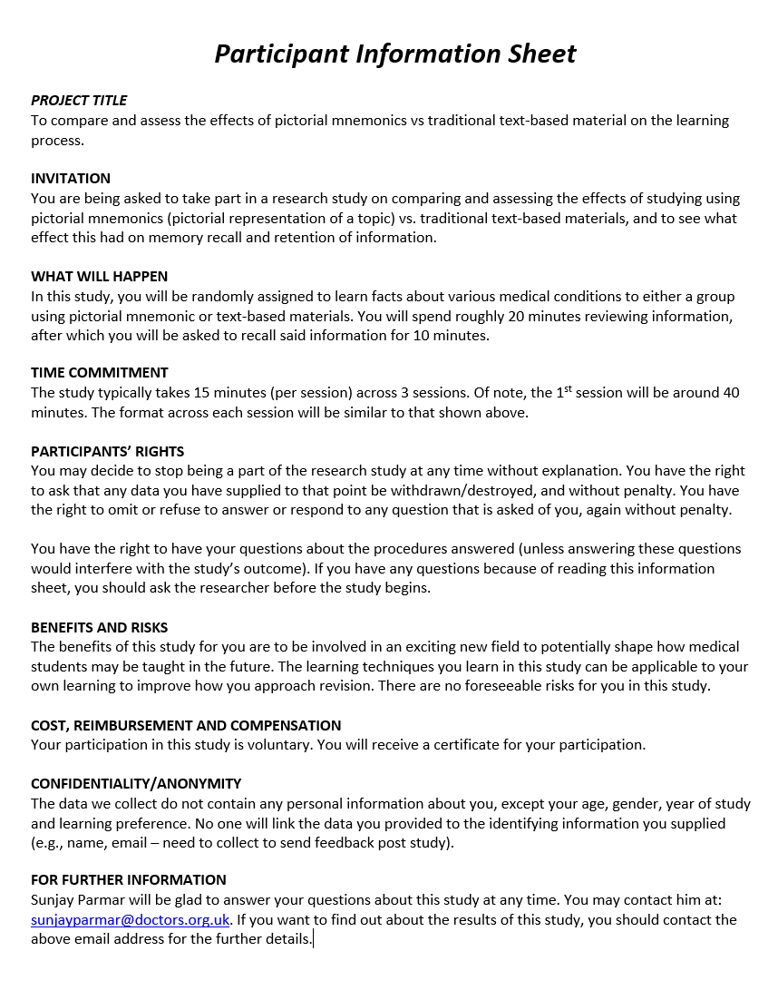 Participant Information Sheet
PROJECT TITLE
To compare and assess the effects of pictorial mnemonics vs traditional text-based material on the learning
process.
INVITATION
You are being asked to take part in a research study on comparing and assessing the effects of studying using
pictorial mnemonics (pictorial representation of a topic) vs. traditional text-based materials, and to see what
effect this had on memory recall and retention of information.
WHAT WILL HAPPEN
In this study, you will be randomly assigned to learn facts about various medical conditions to either a group
using pictorial mnemonic or text-based materials. You will spend roughly 20 minutes reviewing information,
after which you will be asked to recall said information for 10 minutes.
TIME COMMITMENT
The study typically takes 15 minutes (per session) across 3 sessions. Of note, the 1st session will be around 40
minutes. The format across each session will be similar to that shown above.
PARTICIPANTS’ RIGHTS
You may decide to stop being a part of the research study at any time without explanation. You have the right
to ask that any data you have supplied to that point be withdrawn/destroyed, and without penalty. You have
the right to omit or refuse to answer or respond to any question that is asked of you, again without penalty.
You have the right to have your questions about the procedures answered (unless answering these questions
would interfere with the study’s outcome). If you have any questions because of reading this information
sheet, you should ask the researcher before the study begins.
BENEFITS AND RISKS
The benefits of this study for you are to be involved in an exciting new field to potentially shape how medical
students may be taught in the future. The learning techniques you learn in this study can be applicable to your
own learning to improve how you approach revision. There are no foreseeable risks for you in this study.
COST, REIMBURSEMENT AND COMPENSATION
Your participation in this study is voluntary. You will receive a certificate for your participation.
CONFIDENTIALITY/ANONYMITY
The data we collect do not contain any personal information about you, except your age, gender, year of study
and learning preference. No one will link the data you provided to the identifying information you supplied
(e.g., name, email – need to collect to send feedback post study).
FOR FURTHER INFORMATION
Sunjay Parmar will be glad to answer your questions about this study at any time. You may contact him at:
sunjayparmar@doctors.org.uk. If you want to find out about the results of this study, you should contact the
above email address for the further details.